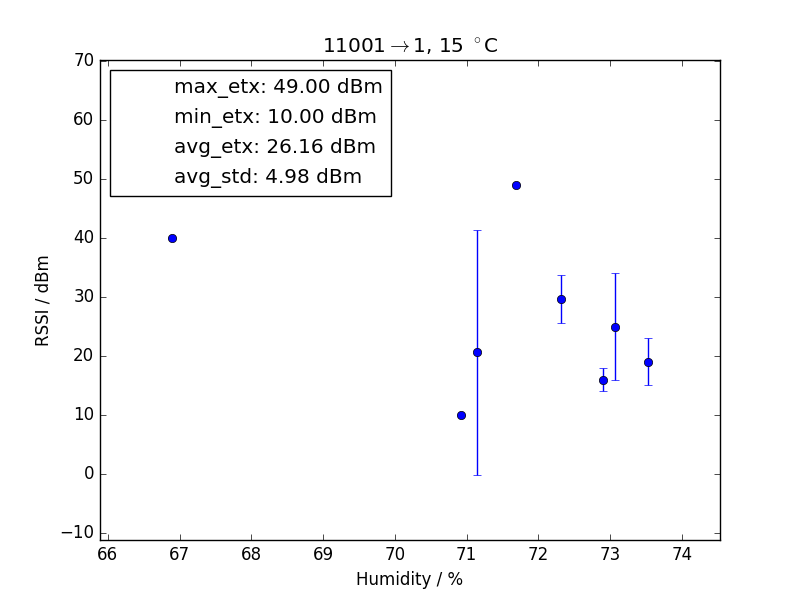 11001→1, 15 °C
max_etx: 49.00 dBm
min_etx: 10.00 dBm
avg_etx: 26.16 dBm
avg_std: 4.98 dBm
RSSI / dBm
70
60
50
40
30
20
10
0
−10
66 67 68 69 70 71 72 73 74
Humidity / %